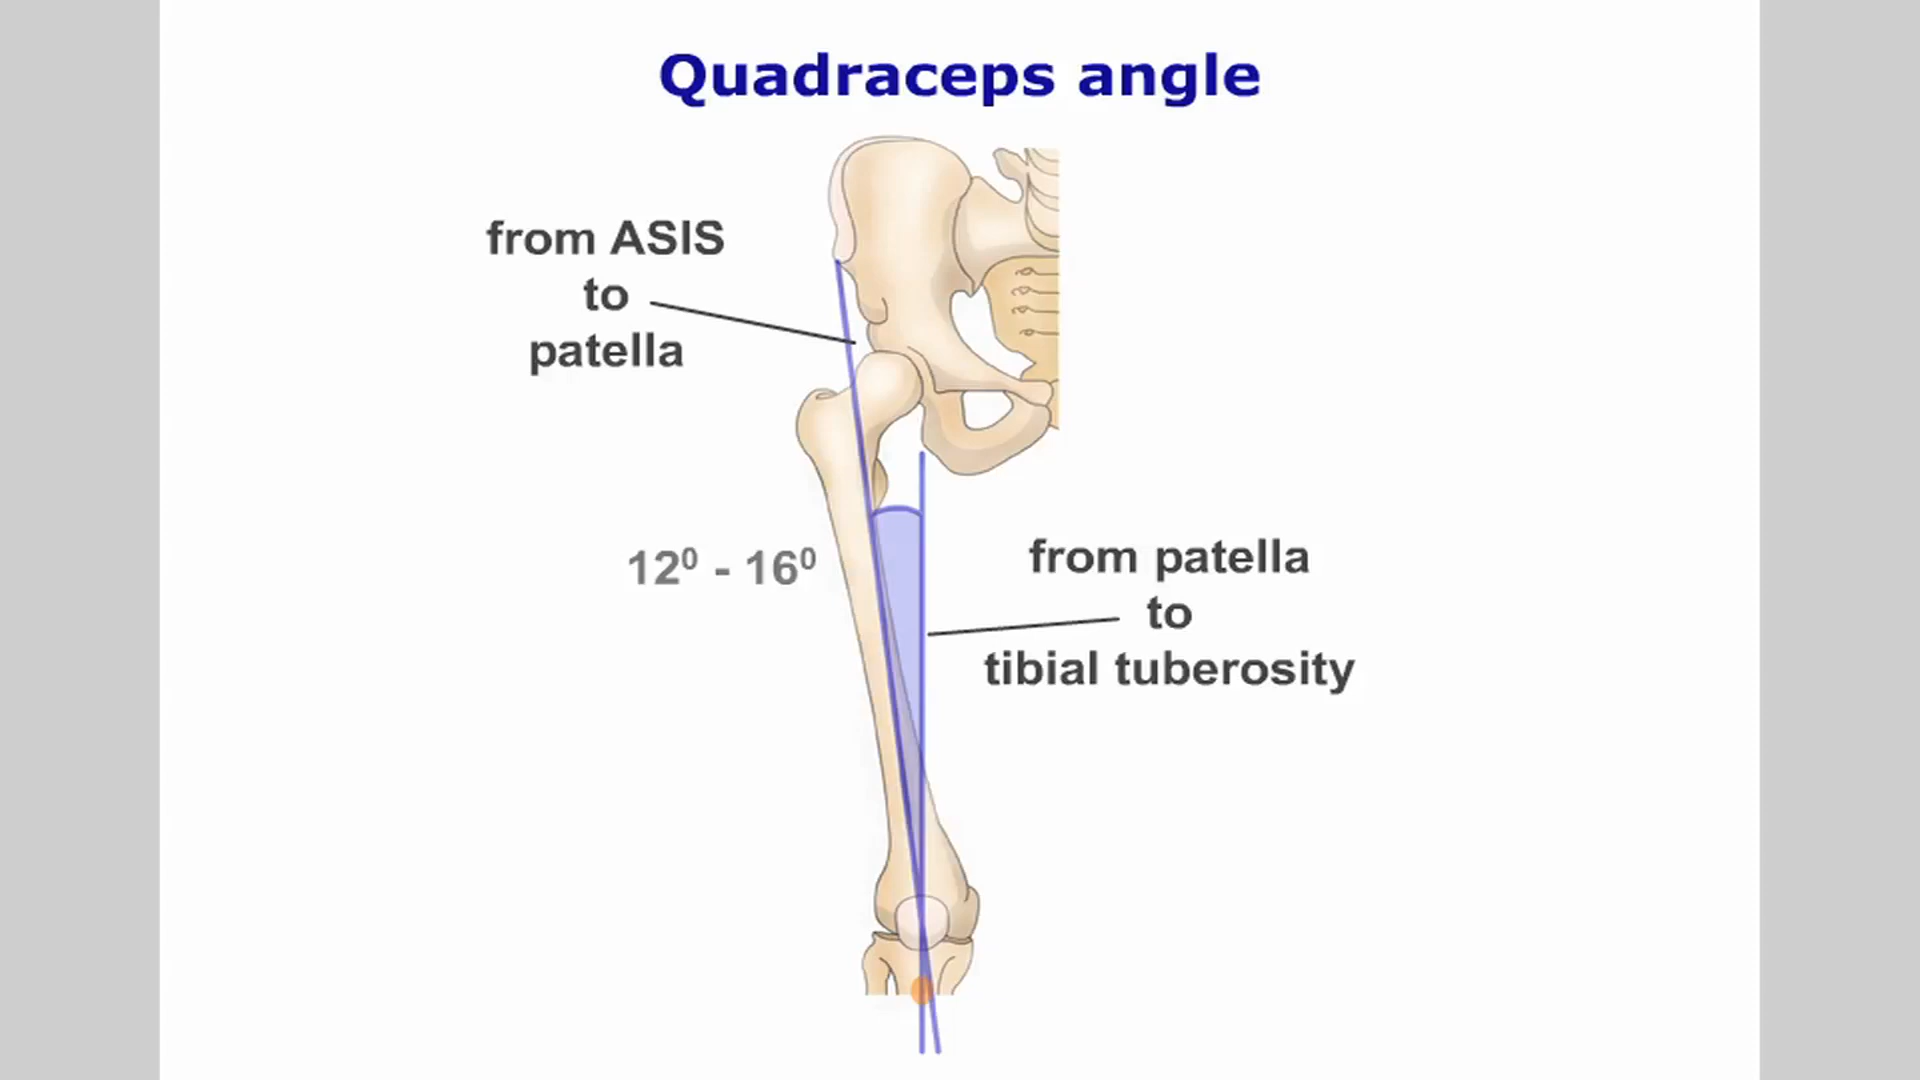 Quadraceps angle
from ASIS
to
patella
12⁰ - 16⁰
from patella
to
tibial tuberosity